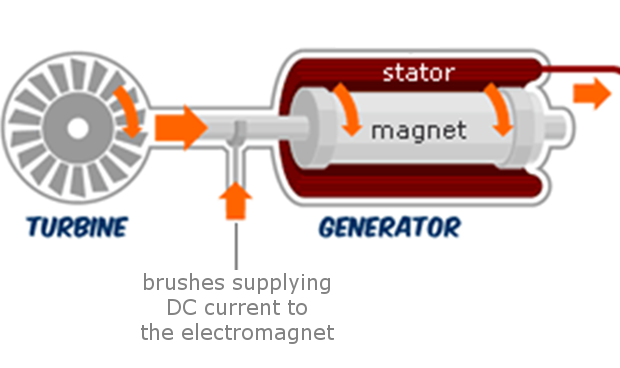 stator
magnet
TURBINE
GENERATOR
brushes supplying
DC current to
the electromagnet